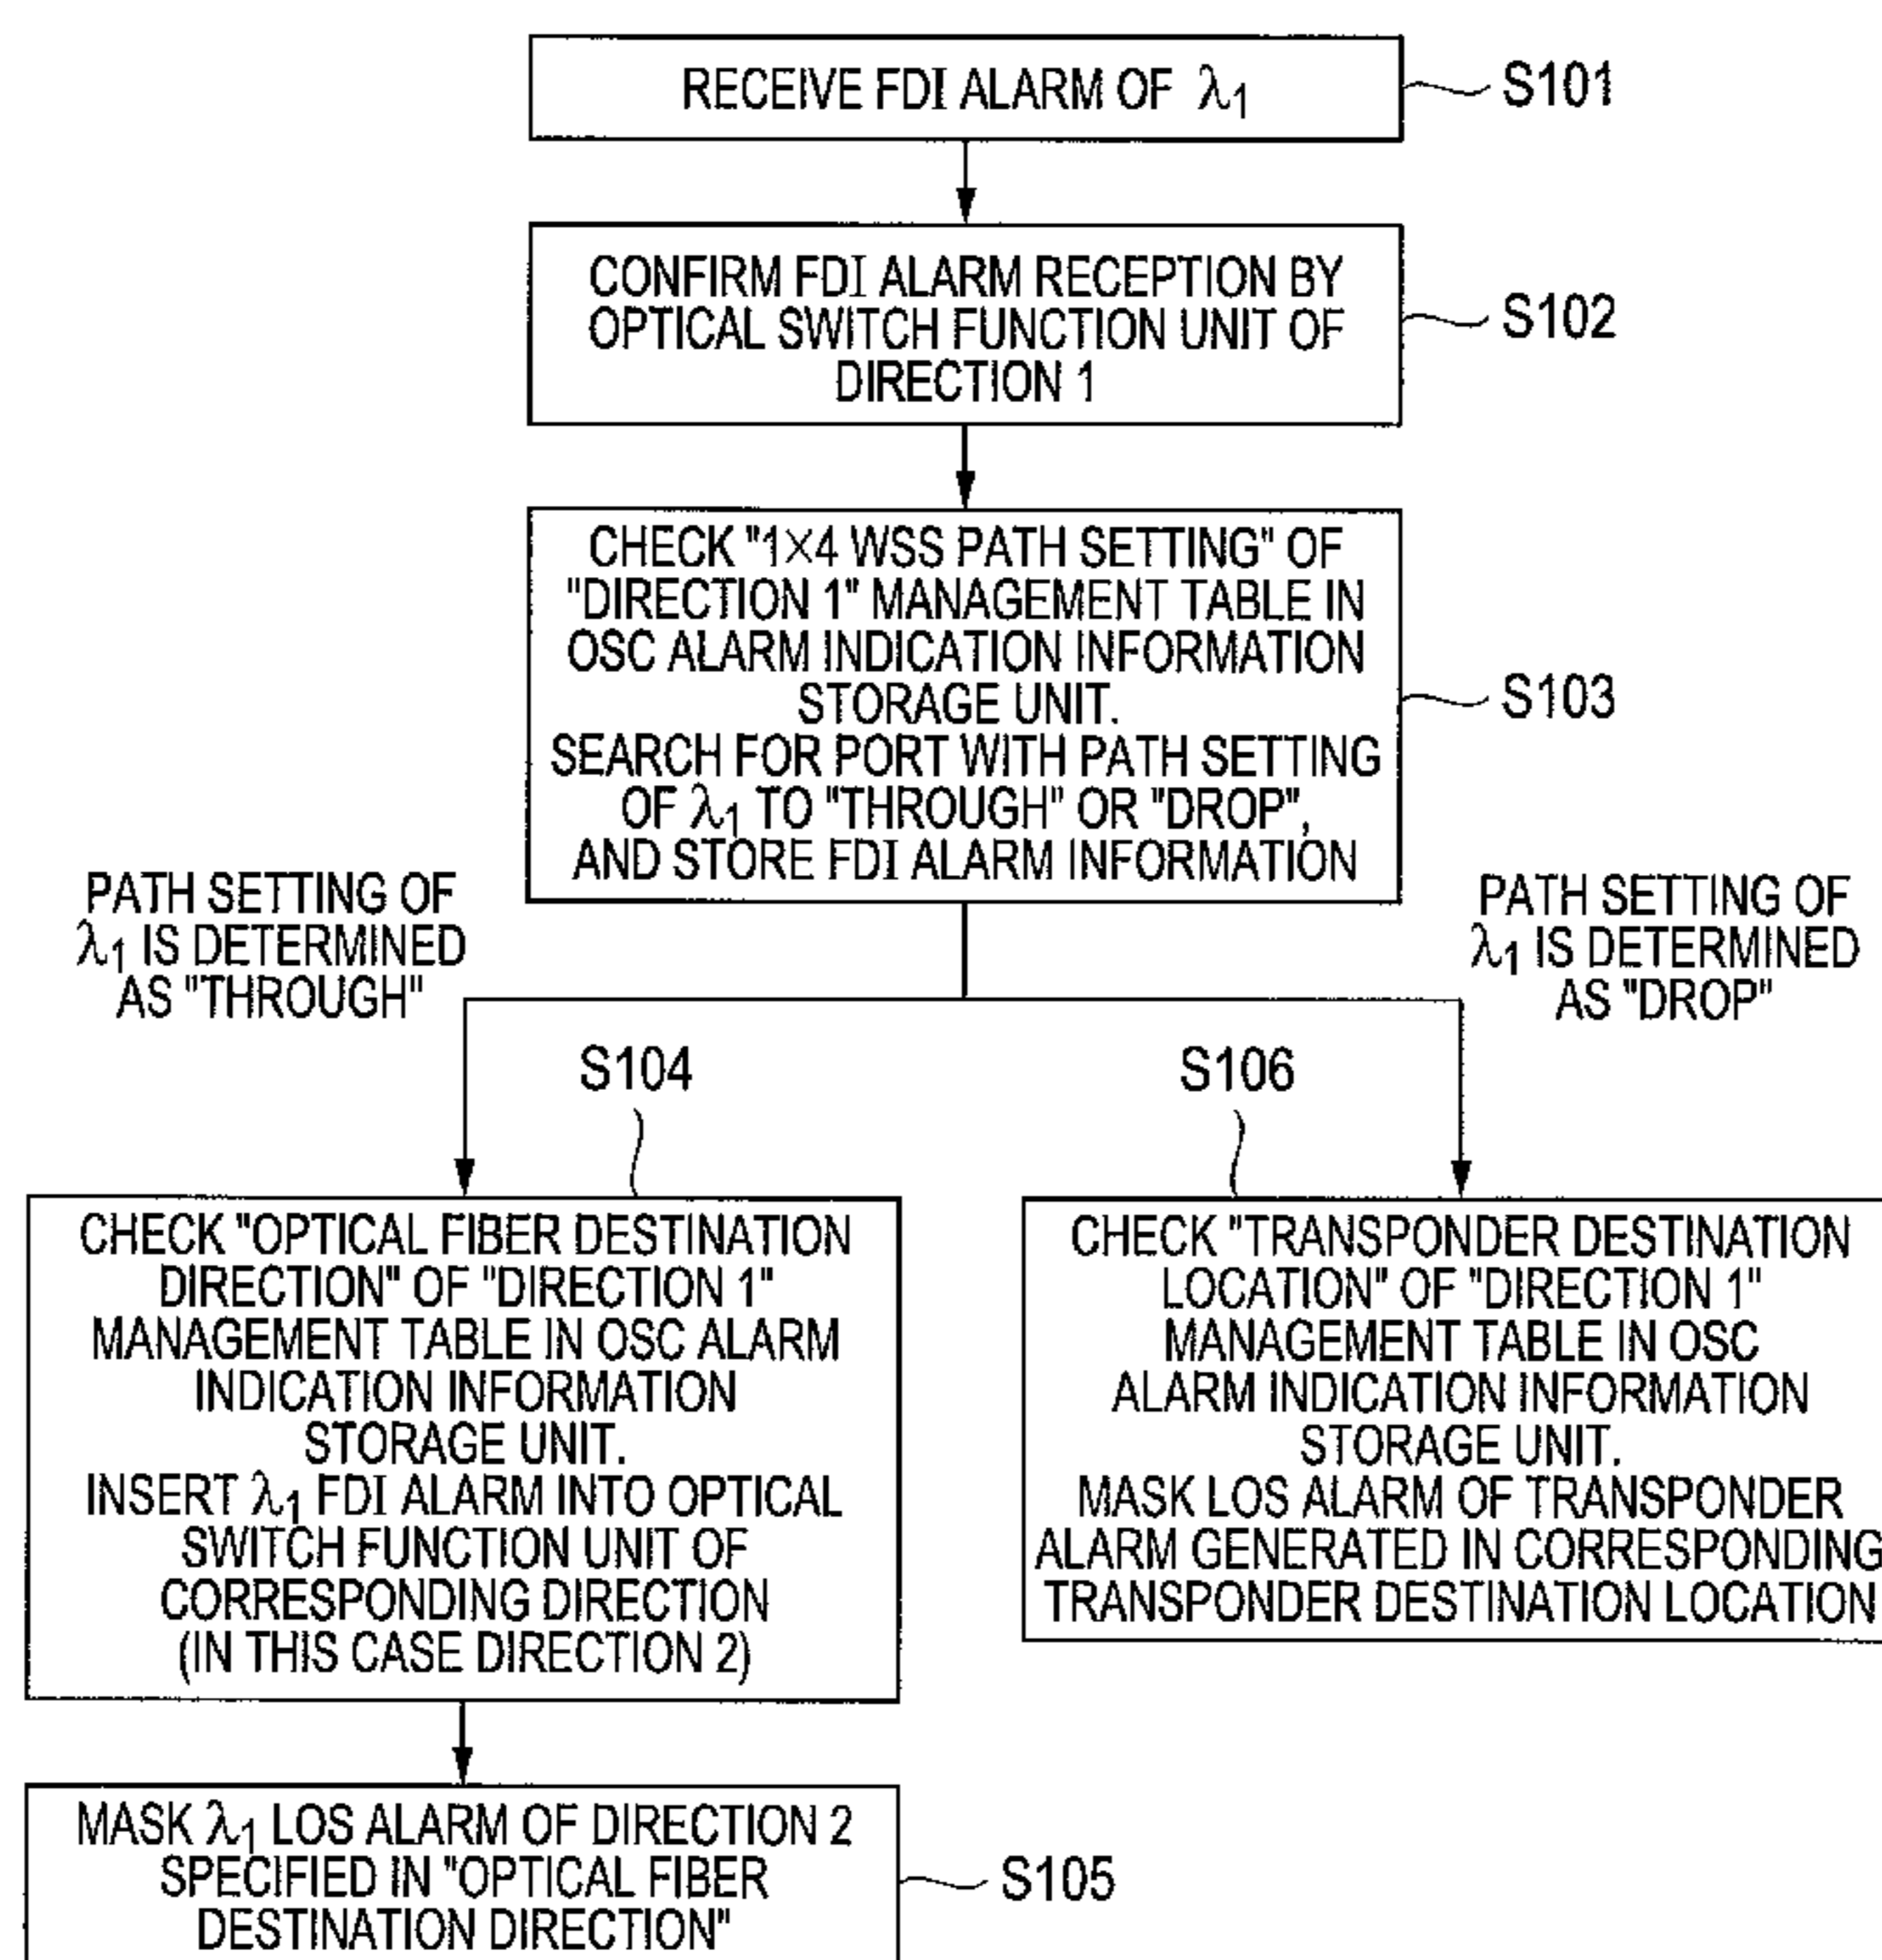 RECEIVE FDI ALARM OF λ1
S101
CONFIRM FDI ALARM RECEPTION BY
OPTICAL SWITCH FUNCTION UNIT OF
DIRECTION 1
S102
CHECK "1×4 WSS PATH SETTING" OF
"DIRECTION 1" MANAGEMENT TABLE IN
OSC ALARM INDICATION INFORMATION
STORAGE UNIT.
SEARCH FOR PORT WITH PATH SETTING
OF λ1 TO "THROUGH" OR "DROP",
AND STORE FDI ALARM INFORMATION
S103
PATH SETTING OF
λ1 IS DETERMINED
AS "THROUGH"
PATH SETTING OF
λ1 IS DETERMINED
AS "DROP"
S104
CHECK "OPTICAL FIBER DESTINATION
DIRECTION" OF "DIRECTION 1"
MANAGEMENT TABLE IN OSC ALARM
INDICATION INFORMATION
STORAGE UNIT.
INSERT λ1 FDI ALARM INTO OPTICAL
SWITCH FUNCTION UNIT OF
CORRESPONDING DIRECTION
(IN THIS CASE DIRECTION 2)
S106
CHECK "TRANSPONDER DESTINATION
LOCATION" OF "DIRECTION 1"
MANAGEMENT TABLE IN OSC
ALARM INDICATION INFORMATION
STORAGE UNIT.
MASK LOS ALARM OF TRANSPONDER
ALARM GENERATED IN CORRESPONDING
TRANSPONDER DESTINATION LOCATION
MASK λ1 LOS ALARM OF DIRECTION 2
SPECIFIED IN "OPTICAL FIBER
DESTINATION DIRECTION"
S105